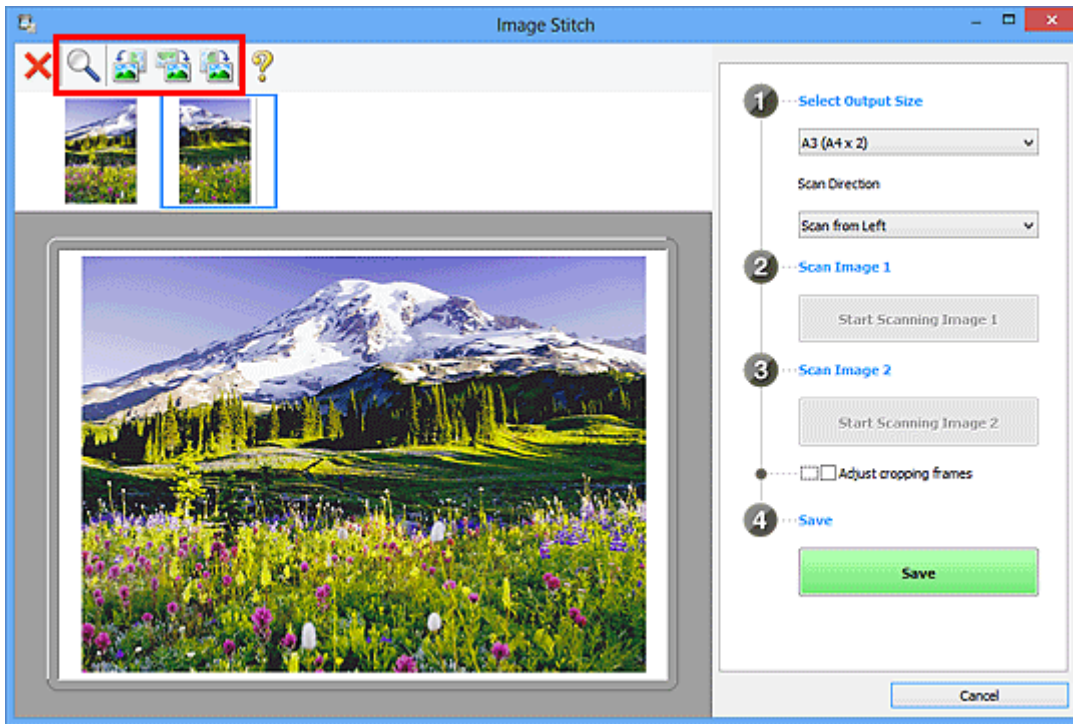 Image Stitch
1
Select Output Size
A3 (A4 x 2)
Scan Direction
Scan from Left
2
Scan Image 1
Start Scanning Image 1
3
Scan Image 2
Start Scanning Image 2
Adjust cropping frames
4
Save
Save
Cancel